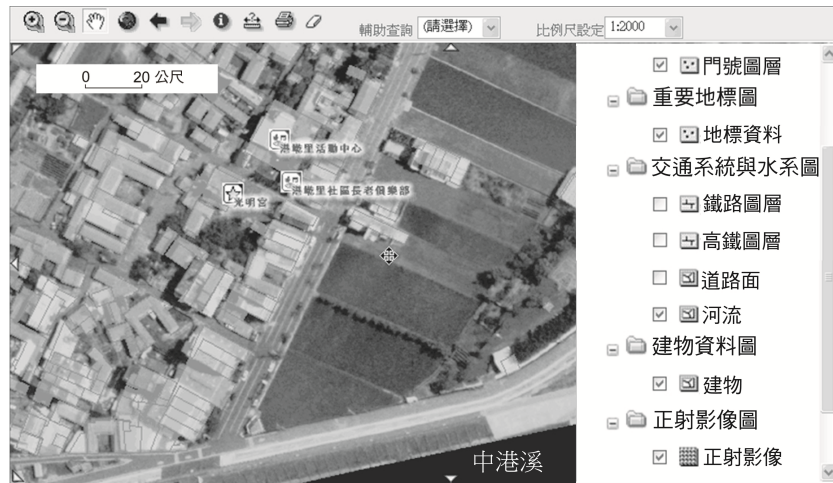 輔助查詢 (請選擇) 比例尺設定 1:2000
0 20 公尺
港墘里活動中心
港墘里社區長老俱樂部
光明宮
中港溪
門號圖層
重要地標圖
地標資料
交通系統與水系圖
鐵路圖層
高鐵圖層
道路面
河流
建物資料圖
建物
正射影像圖
正射影像